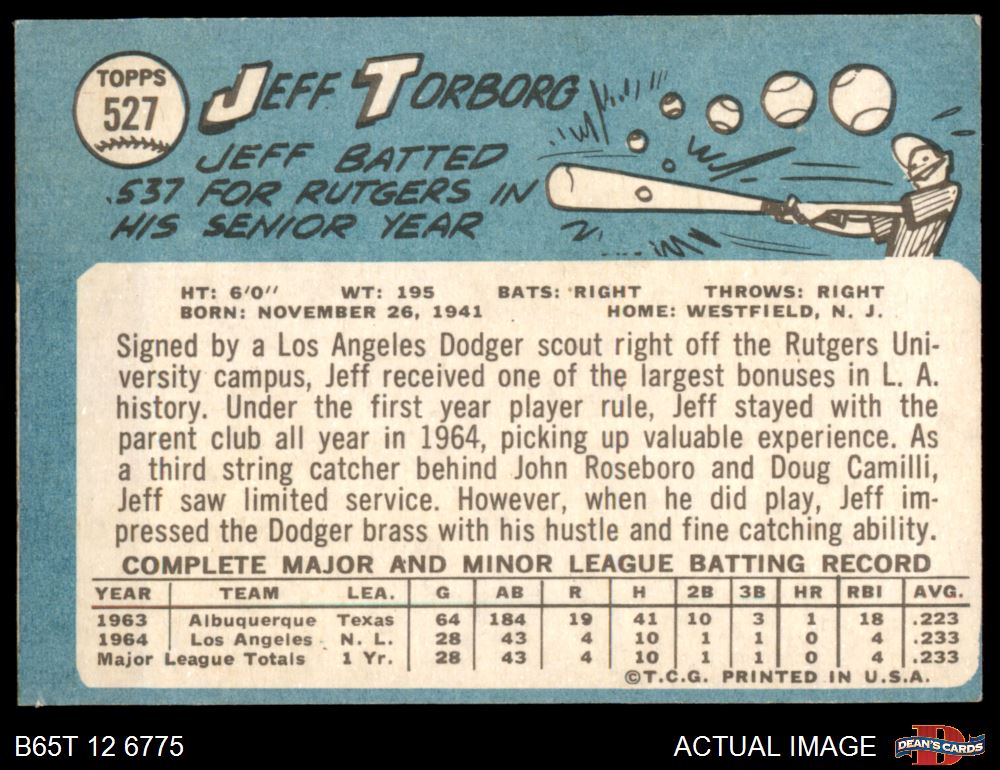 TOPPS
527
JEFF TORBORG
JEFF BATTED
.537 FOR RUTGERS IN
HIS SENIOR YEAR
HT: 6'0" WT: 195 BATS: RIGHT THROWS: RIGHT
BORN: NOVEMBER 26, 1941 HOME: WESTFIELD, N. J.
Signed by a Los Angeles Dodger scout right off the Rutgers Uni-
versity campus, Jeff received one of the largest bonuses in L. A.
history. Under the first year player rule, Jeff stayed with the
parent club all year in 1964, picking up valuable experience. As
a third string catcher behind John Roseboro and Doug Camilli,
Jeff saw limited service. However, when he did play, Jeff im-
pressed the Dodger brass with his hustle and fine catching ability.
COMPLETE MAJOR AND MINOR LEAGUE BATTING RECORD
YEAR TEAM LEA. G AB R H 2B 3B HR RBI AVG.
1963 Albuquerque Texas 64 184 19 41 10 3 1 18 .223
1964 Los Angeles N. L. 28 43 4 10 1 1 0 4 .233
Major League Totals 1 Yr. 28 43 4 10 1 1 0 4 .233
©T.C.G. PRINTED IN U.S.A.
B65T 12 6775 ACTUAL IMAGE DEAN'S CARDS